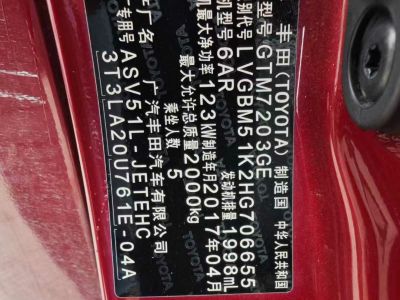 丰田(TOYOTA) 制造国 中华人民共和国
型号 GTM7203GE
别代号 LVGBM51K2HG706655
机型号 6AR 发动机排量 1998mL
机最大净功率 123kW 制造年月 2017年04月
最大允许总质量 2000kg
乘坐人数 5
厂名 广汽丰田汽车有限公司
ASV51L-JETEHC
3T3LA20U761E-04A